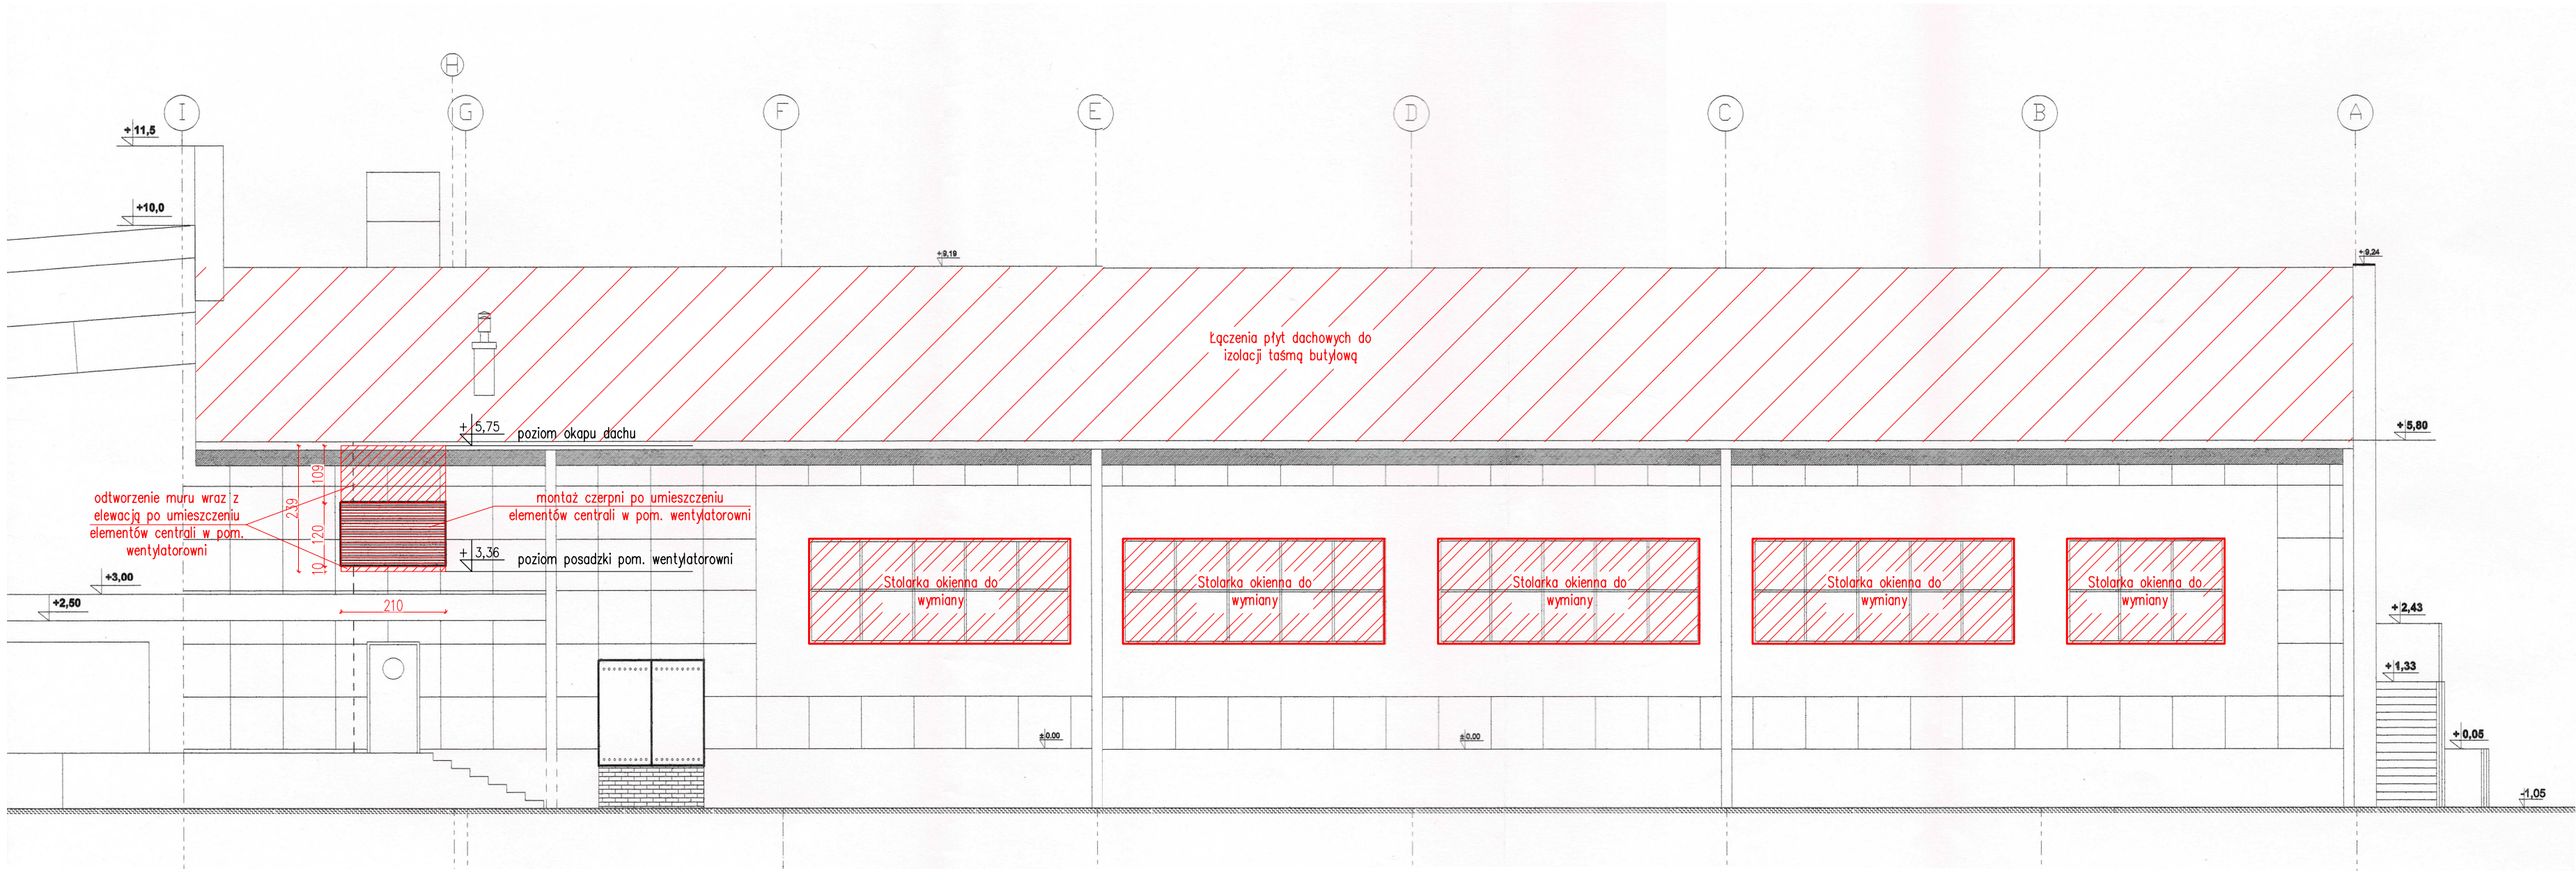 H
I
G
F
E
D
C
B
A
+11,5
+10,0
+9,19
+9,24
Łączenia płyt dachowych do
izolacji taśmą butylową
+5,75
poziom okapu dachu
+5,80
109
239
120
10
odtworzenie muru wraz z
elewacją po umieszczeniu
elementów centrali w pom.
wentylatorowni
montaż czerpni po umieszczeniu
elementów centrali w pom. wentylatorowni
+3,36
poziom posadzki pom. wentylatorowni
+3,00
+2,50
210
Stolarka okienna do
wymiany
Stolarka okienna do
wymiany
Stolarka okienna do
wymiany
Stolarka okienna do
wymiany
Stolarka okienna do
wymiany
+2,43
+1,33
±0.00
±0,00
+0,05
-1,05